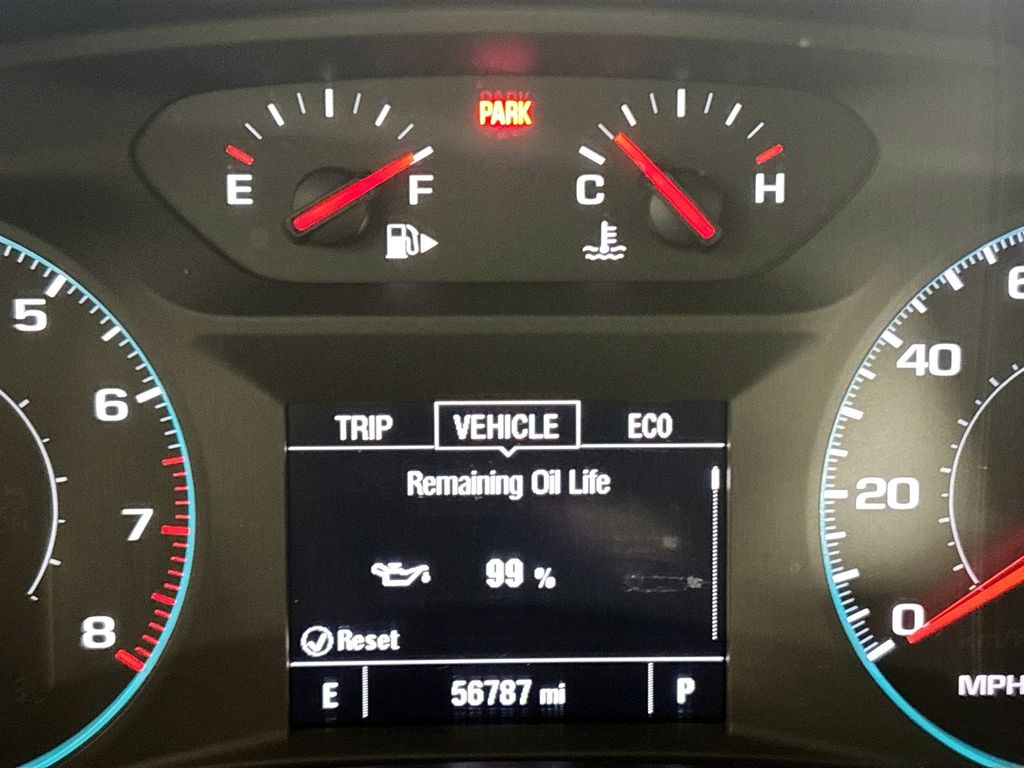 PARK
E F
C H
5
6
7
8
TRIP VEHICLE ECO
Remaining Oil Life
99 %
Reset
E 56787 mi P
40
20
0
MPH